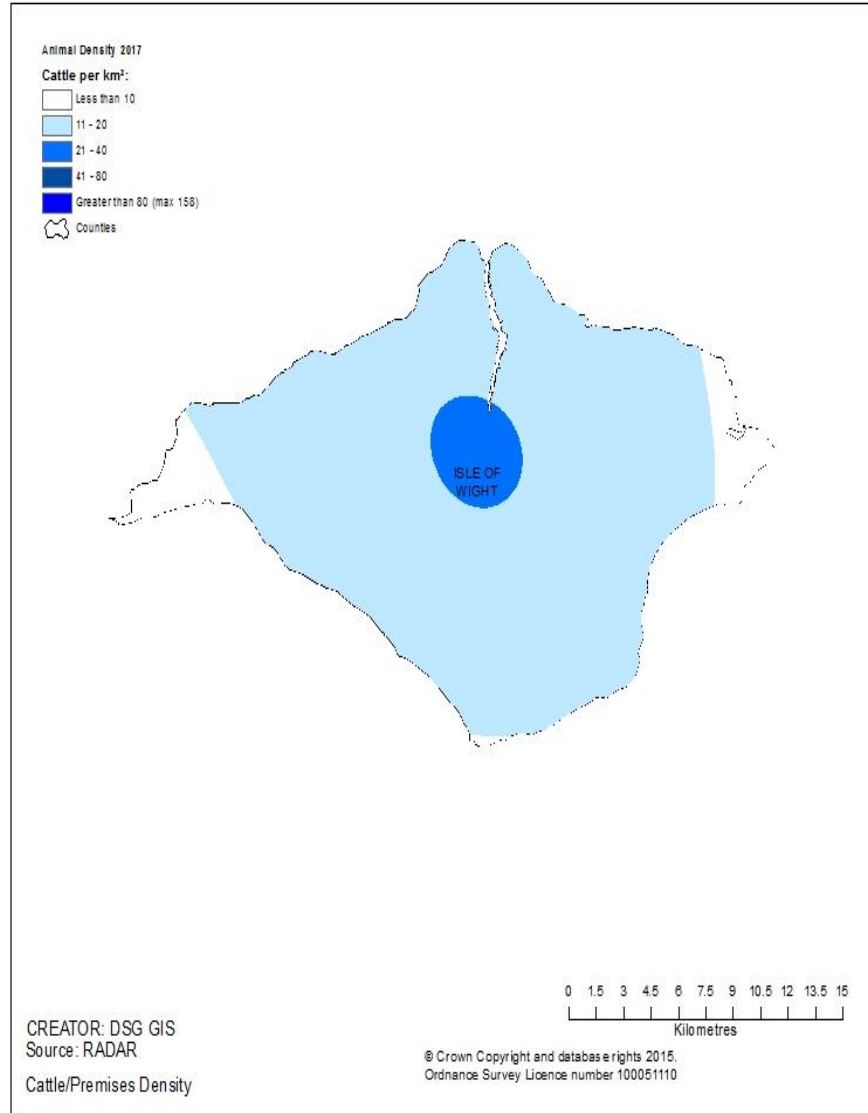 Animal Density 2017
Cattle per km²:
Less than 10
11 - 20
21 - 40
41 - 80
Greater than 80 (max 158)
Counties
ISLE OF
WIGHT
0 1.5 3 4.5 6 7.5 9 10.5 12 13.5 15
Kilometres
CREATOR: DSG GIS
Source: RADAR
Cattle/Premises Density
© Crown Copyright and database rights 2015.
Ordnance Survey Licence number 100051110